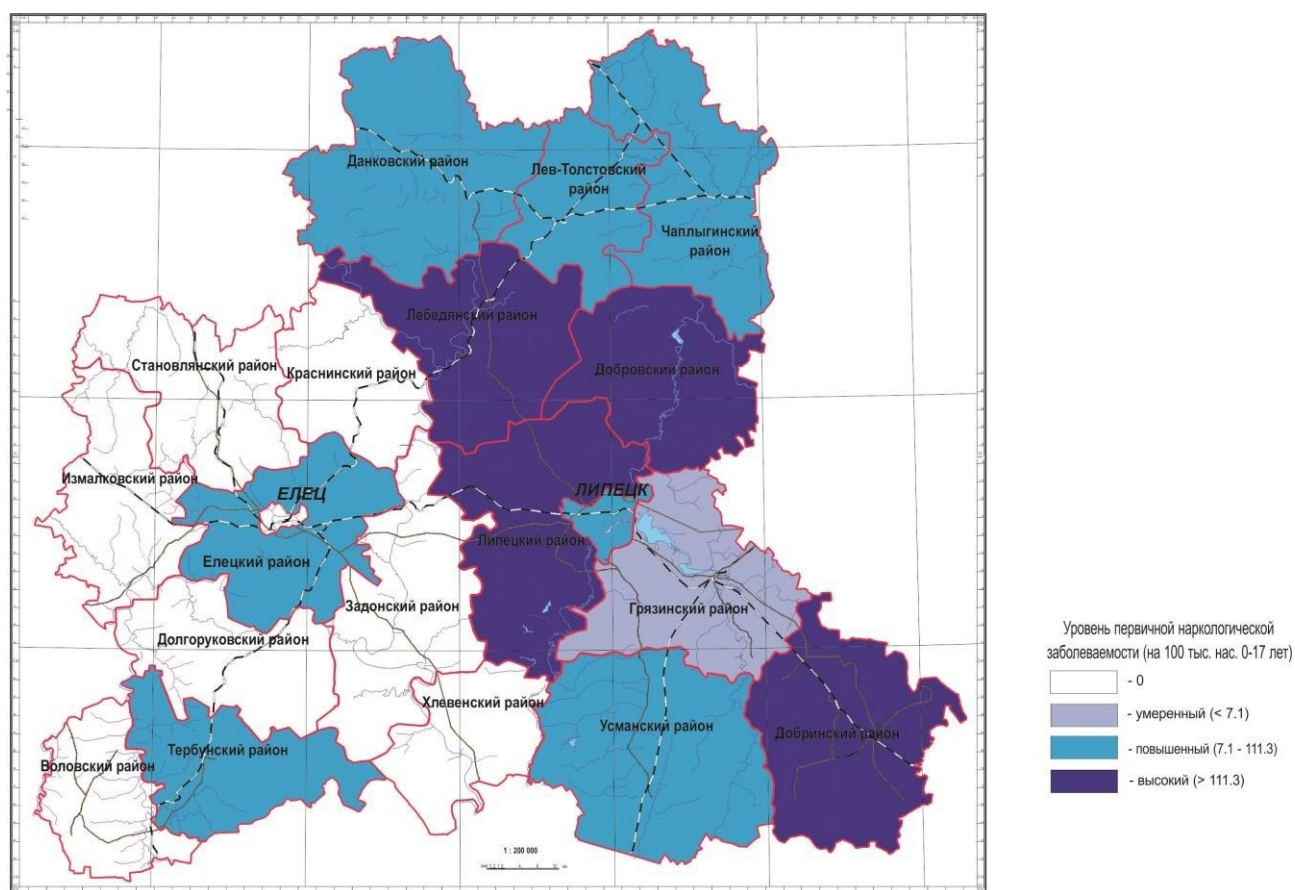 Данковский район
Лев-Толстовский
район
Чаплыгинский
район
Лебедянский район
Становлянский район
Краснинский район
Добровский район
Измалковский район
ЕЛЕЦ
ЛИПЕЦК
Елецкий район
Липецкий район
Задонский район
Грязинский район
Долгоруковский район
Хлевенский район
Усманский район
Добринский район
Тербунский район
Воловский район
1 : 200 000
Уровень первичной наркологической
заболеваемости (на 100 тыс. нас. 0-17 лет)
- 0
- умеренный (< 7.1)
- повышенный (7.1 - 111.3)
- высокий (> 111.3)